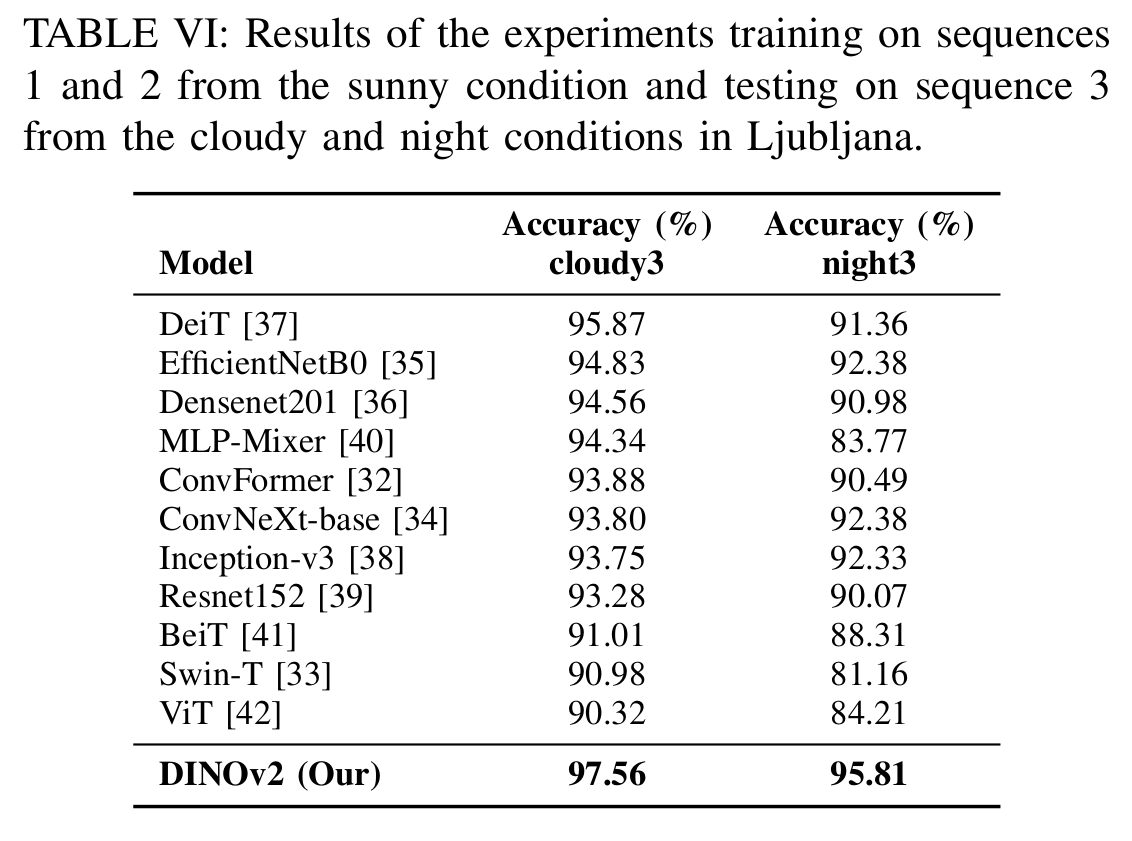 TABLE VI: Results of the experiments training on sequences
1 and 2 from the sunny condition and testing on sequence 3
from the cloudy and night conditions in Ljubljana.
Model Accuracy (%) cloudy3 Accuracy (%) night3
DeiT [37] 95.87 91.36
EfficientNetB0 [35] 94.83 92.38
Densenet201 [36] 94.56 90.98
MLP-Mixer [40] 94.34 83.77
ConvFormer [32] 93.88 90.49
ConvNeXt-base [34] 93.80 92.38
Inception-v3 [38] 93.75 92.33
Resnet152 [39] 93.28 90.07
BeiT [41] 91.01 88.31
Swin-T [33] 90.98 81.16
ViT [42] 90.32 84.21
DINOv2 (Our) 97.56 95.81